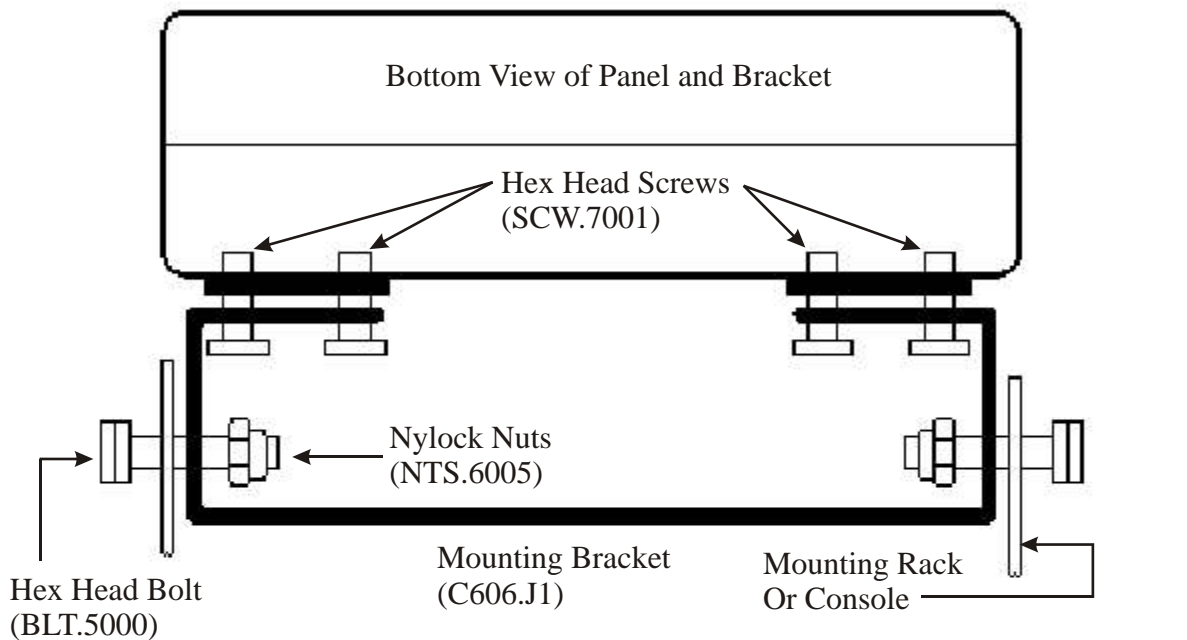 Bottom View of Panel and Bracket
Hex Head Screws
(SCW.7001)
Nylock Nuts
(NTS.6005)
Mounting Bracket
(C606.J1)
Mounting Rack
Or Console
Hex Head Bolt
(BLT.5000)